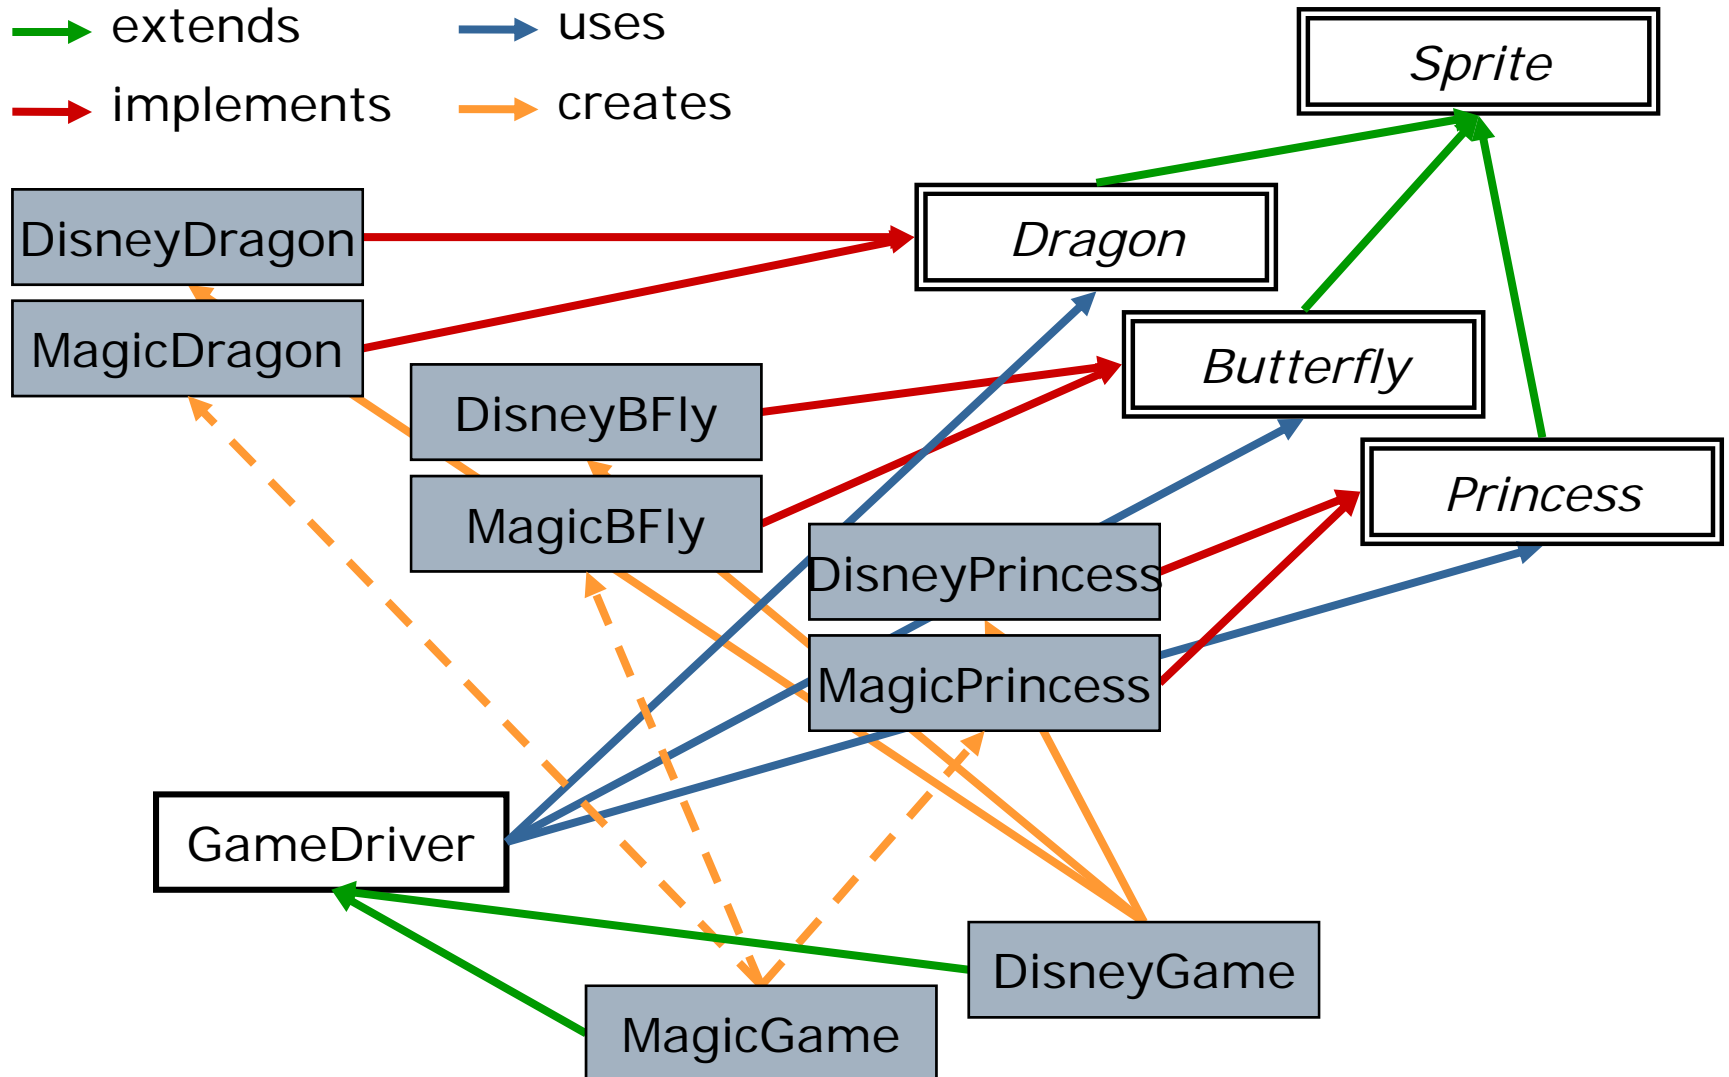 extends
uses
implements
creates
Sprite
DisneyDragon
Dragon
MagicDragon
Butterfly
DisneyBFly
MagicBFly
Princess
DisneyPrincess
MagicPrincess
GameDriver
DisneyGame
MagicGame